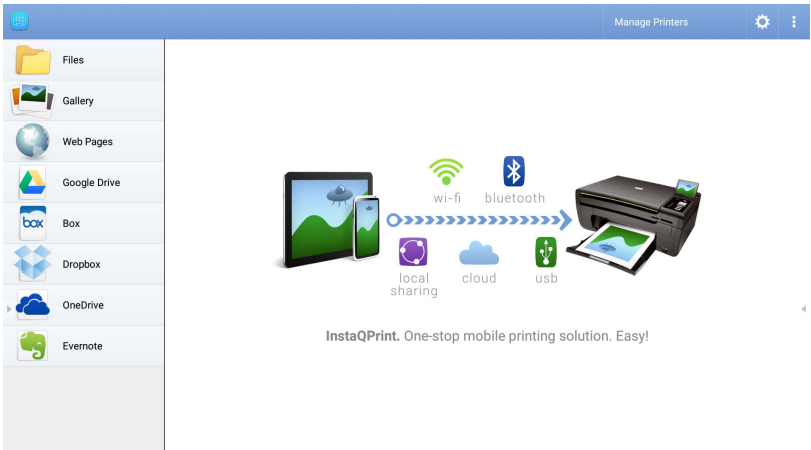 Manage Printers
Files
Gallery
Web Pages
Google Drive
box
Box
Dropbox
OneDrive
Evernote
wi-fi
bluetooth
local
sharing
cloud
usb
InstaQPrint. One-stop mobile printing solution. Easy!